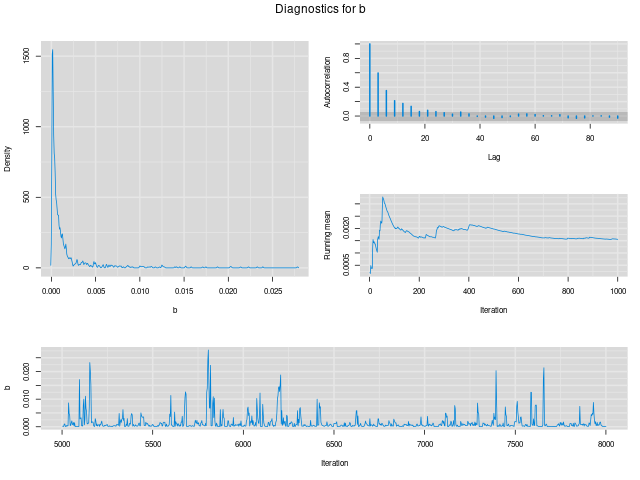 Diagnostics for b
Density
0 500 1000 1500
0.000 0.005 0.010 0.015 0.020 0.025
b
Autocorrelation
0.0 0.4 0.8
0 20 40 60 80
Lag
Running mean
0.0005 0.0020
0 200 400 600 800 1000
Iteration
b
0.000 0.010 0.020
5000 5500 6000 6500 7000 7500 8000
Iteration